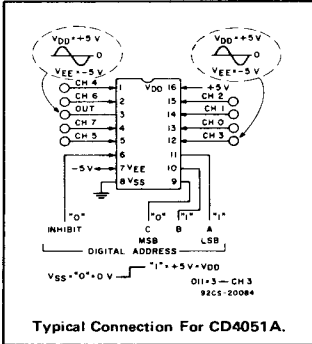 VDD=+5 V
0
VEE=-5 V
VDD=+5 V
0
VEE=-5 V
CH 4
1
VDD 16
+5 V
CH 6
2
15
CH 2
OUT
3
14
CH 1
CH 7
4
13
CH 0
CH 5
5
12
CH 3
6
11
-5V
7 VEE
10
8 VSS
9
"0"
"0"
"1"
"1"
INHIBIT
C
B
A
MSB
LSB
DIGITAL ADDRESS
VSS="0"=0 V
"1"=+5 V=VDD
011=3—CH 3
92CS-20084
Typical Connection For CD4051A.